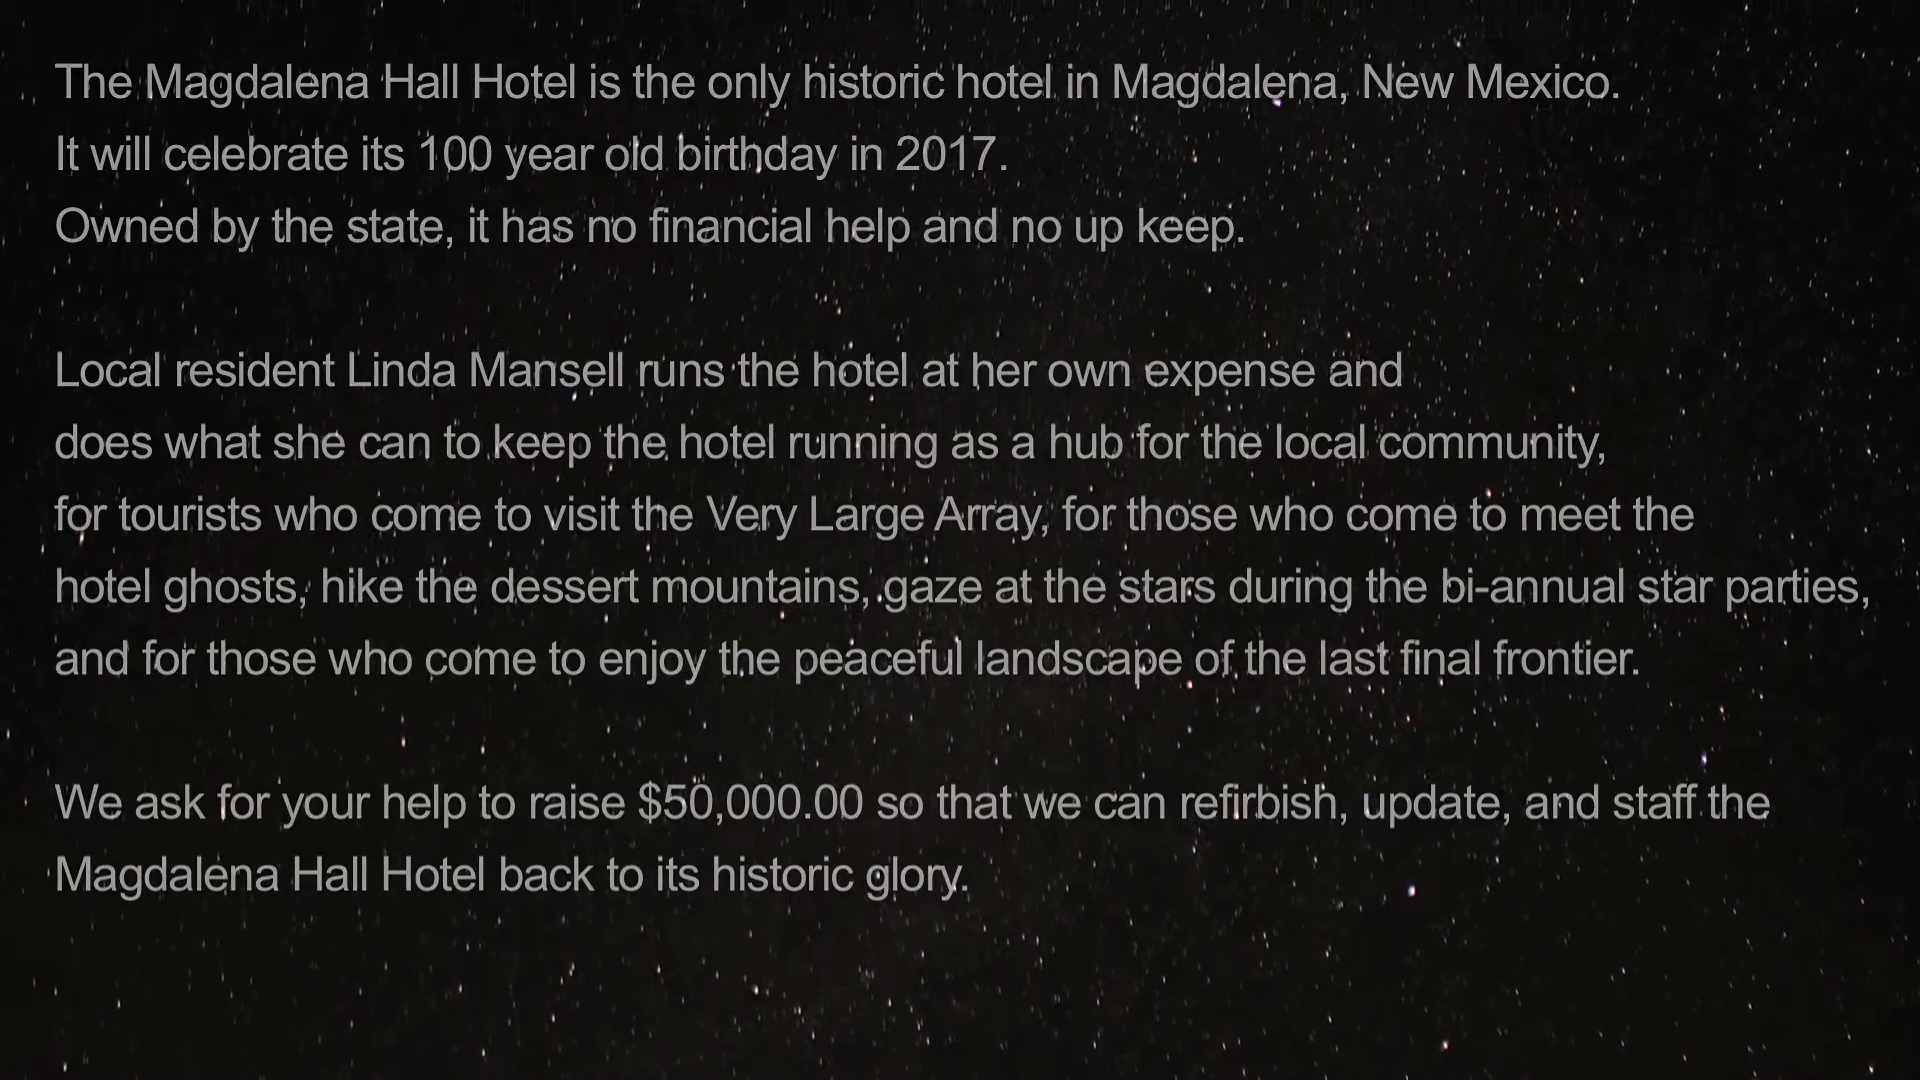 The Magdalena Hall Hotel is the only historic hotel in Magdalena, New Mexico.
It will celebrate its 100 year old birthday in 2017.
Owned by the state, it has no financial help and no up keep.
Local resident Linda Mansell runs the hotel at her own expense and
does what she can to keep the hotel running as a hub for the local community,
for tourists who come to visit the Very Large Array, for those who come to meet the
hotel ghosts, hike the dessert mountains, gaze at the stars during the bi-annual star parties,
and for those who come to enjoy the peaceful landscape of the last final frontier.
We ask for your help to raise $50,000.00 so that we can refirbish, update, and staff the
Magdalena Hall Hotel back to its historic glory.